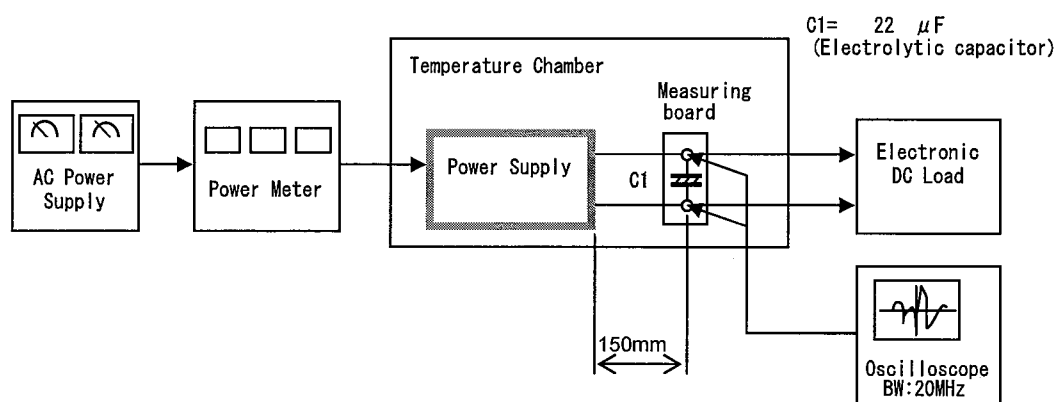 C1= 22 μF
(Electrolytic capacitor)
Temperature Chamber
Measuring
board
AC Power
Supply
Power Meter
Power Supply
C1
Electronic
DC Load
150mm
Oscilloscope
BW:20MHz